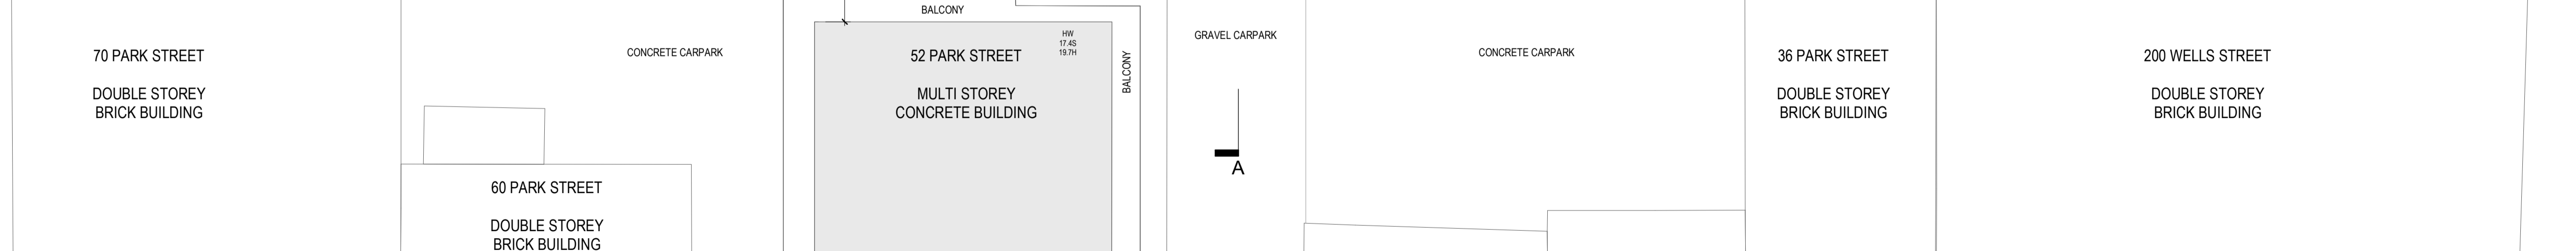 70 PARK STREET
DOUBLE STOREY
BRICK BUILDING
CONCRETE CARPARK
60 PARK STREET
DOUBLE STOREY
BRICK BUILDING
BALCONY
52 PARK STREET
MULTI STOREY
CONCRETE BUILDING
HW
17.4S
19.7H
BALCONY
GRAVEL CARPARK
A
CONCRETE CARPARK
36 PARK STREET
DOUBLE STOREY
BRICK BUILDING
200 WELLS STREET
DOUBLE STOREY
BRICK BUILDING